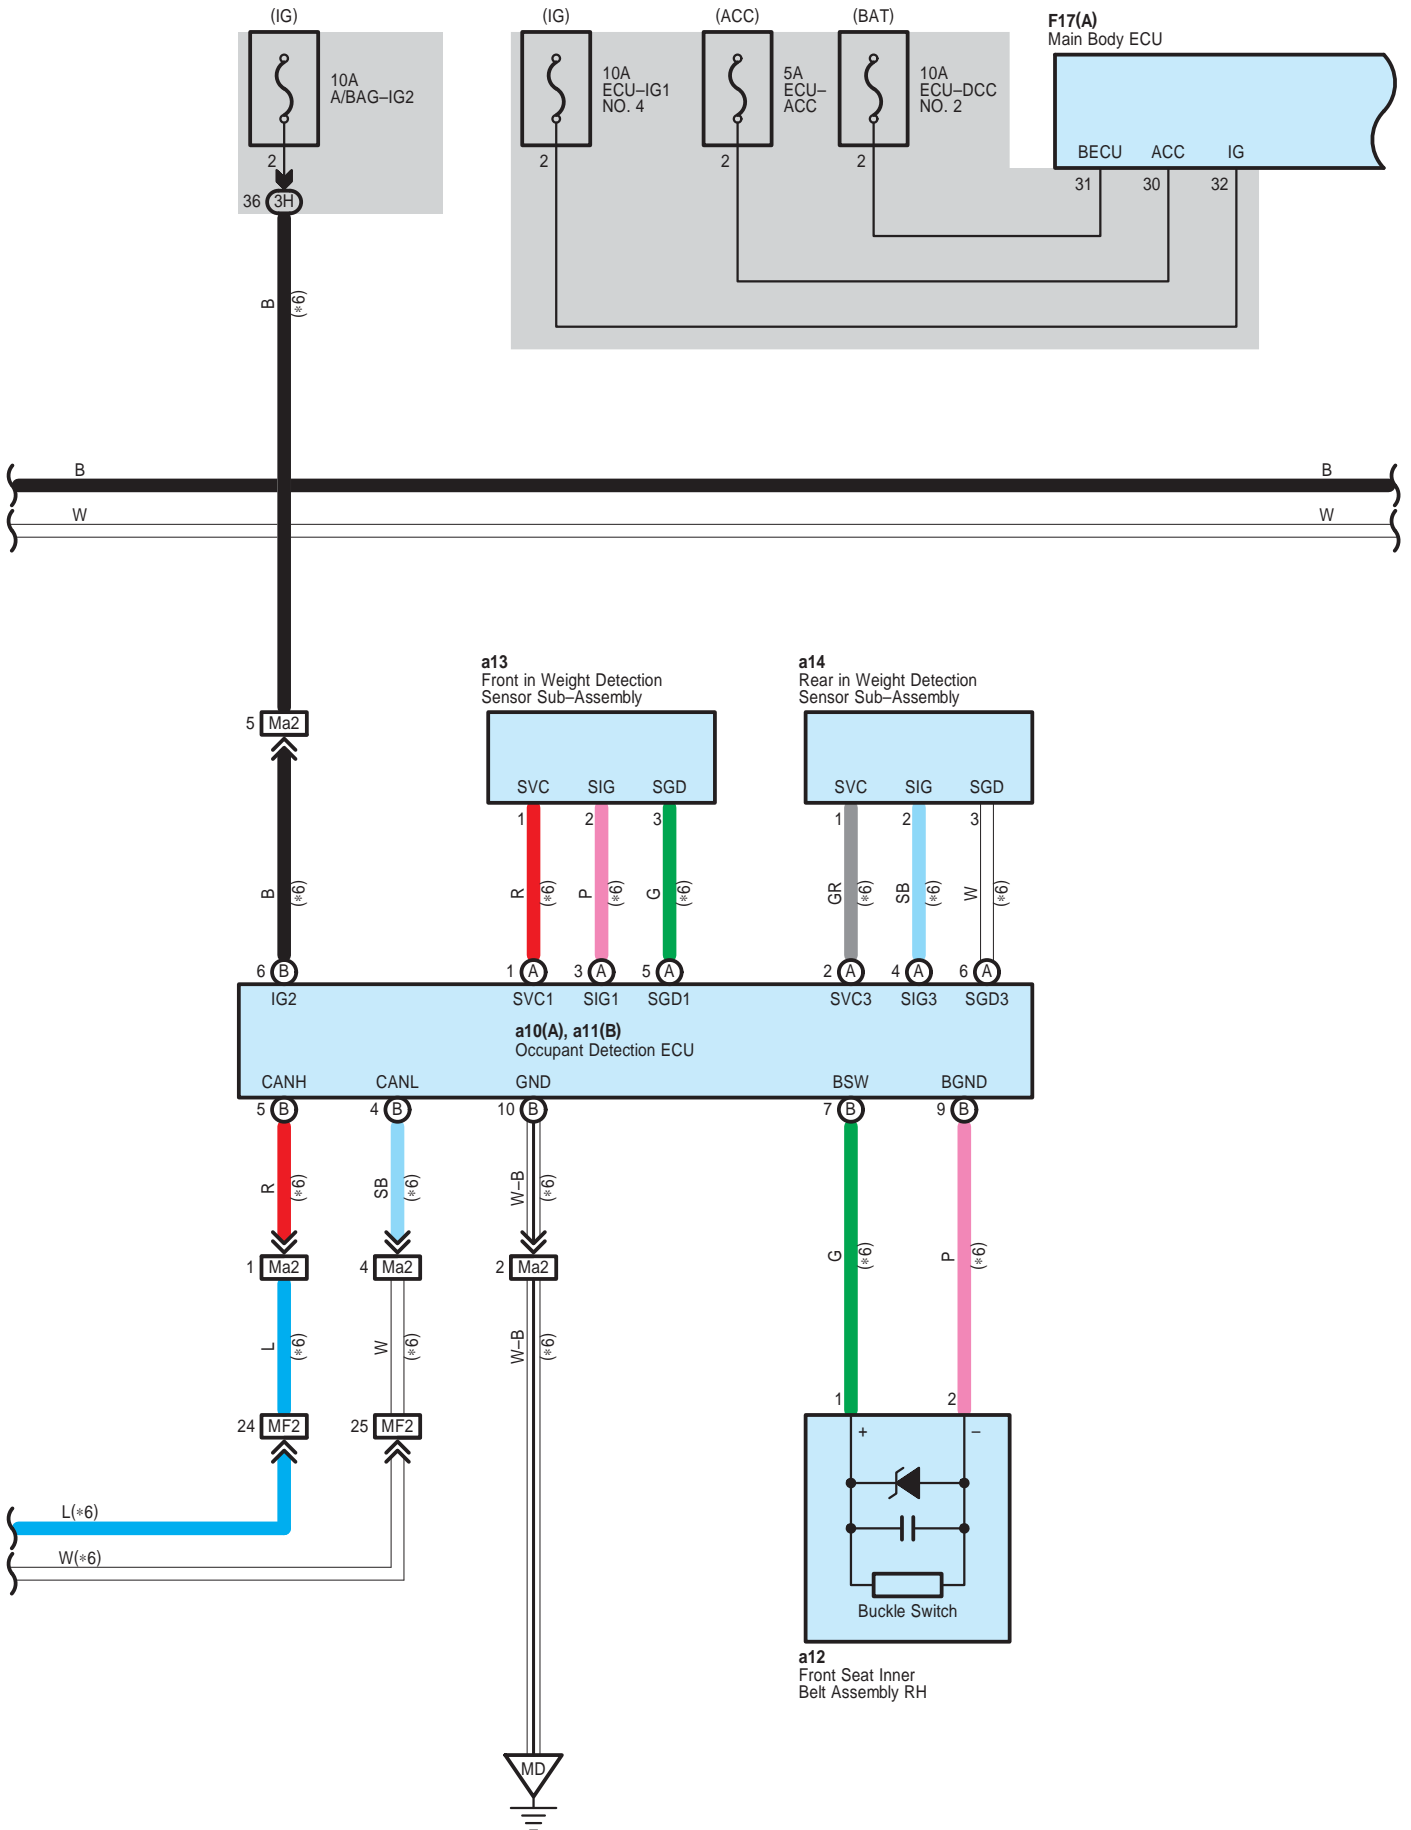 (IG)
(IG)
(ACC)
(BAT)
F17(A)
Main Body ECU
10A
A/BAG–IG2
10A
ECU–IG1
NO. 4
5A
ECU–
ACC
10A
ECU–DCC
NO. 2
BECU ACC IG
2
2
2
2
31 30 32
36 3H
B (*6)
B B
W W
5 Ma2
a13
Front in Weight Detection
Sensor Sub–Assembly
a14
Rear in Weight Detection
Sensor Sub–Assembly
SVC SIG SGD
SVC SIG SGD
1 2 3
1 2 3
B (*6)
R (*6)
P (*6)
G (*6)
GR (*6)
SB (*6)
W (*6)
6 B
1 A
3 A
5 A
2 A
4 A
6 A
IG2 SVC1 SIG1 SGD1 SVC3 SIG3 SGD3
a10(A), a11(B)
Occupant Detection ECU
CANH CANL GND BSW BGND
5 B
4 B
10 B
7 B
9 B
R (*6)
SB (*6)
W–B (*6)
G (*6)
P (*6)
1 Ma2
4 Ma2
2 Ma2
L (*6)
W (*6)
W–B (*6)
1 2
24 MF2
25 MF2
+ –
L(*6)
W(*6)
Buckle Switch
a12
Front Seat Inner
Belt Assembly RH
MD